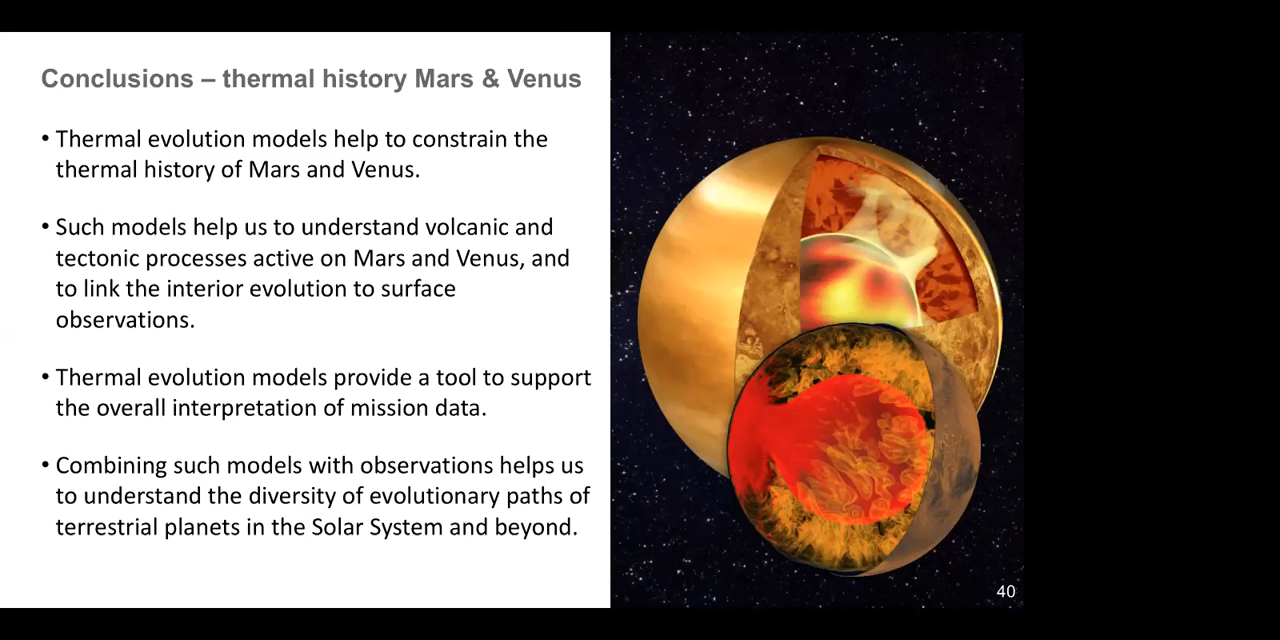 Conclusions – thermal history Mars & Venus
• Thermal evolution models help to constrain the
thermal history of Mars and Venus.
• Such models help us to understand volcanic and
tectonic processes active on Mars and Venus, and
to link the interior evolution to surface
observations.
• Thermal evolution models provide a tool to support
the overall interpretation of mission data.
• Combining such models with observations helps us
to understand the diversity of evolutionary paths of
terrestrial planets in the Solar System and beyond.
40